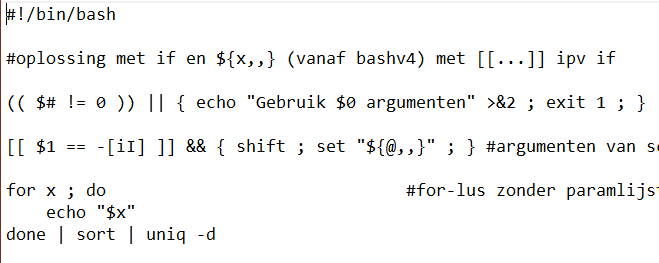 #!/bin/bash
#oplossing met if en ${x,,} (vanaf bashv4) met [[...]] ipv if
(( $# != 0 )) || { echo "Gebruik $0 argumenten" >&2 ; exit 1 ; }
[[ $1 == -[iI] ]] && { shift ; set "${@,,}" ; } #argumenten van
for x ; do #for-lus zonder
echo "$x"
done | sort | uniq -d